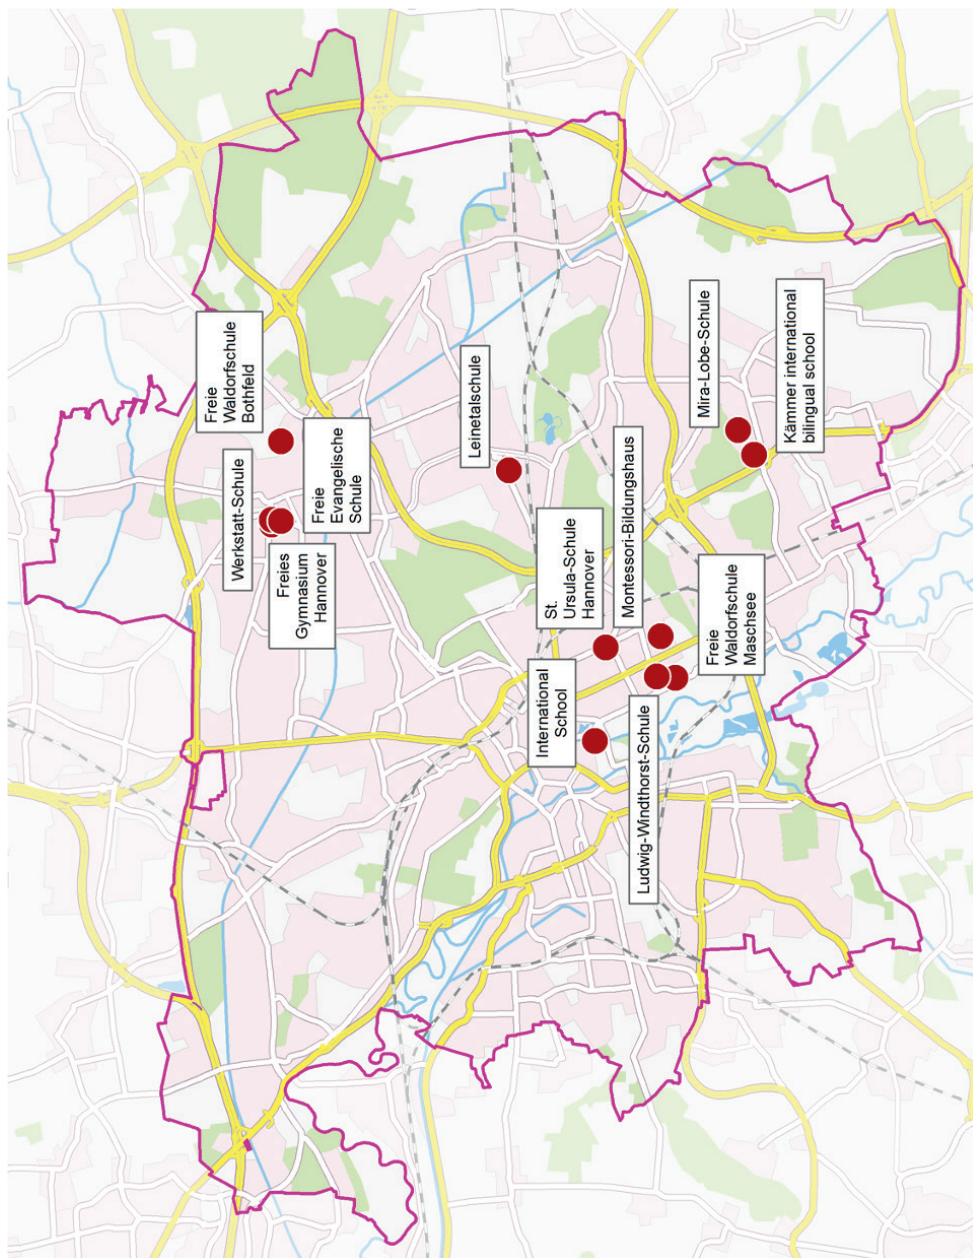 Freie
Waldorfschule
Bothfeld
Werkstatt-Schule
Freies
Gymnasium
Hannover
Freie
Evangelische
Schule
Leinetalschule
St.
Ursula-Schule
Hannover
International
School
Montessori-Bildungshaus
Ludwig-Windthorst-Schule
Freie
Waldorfschule
Maschsee
Mira-Lobe-Schule
Kämmer international
bilingual school